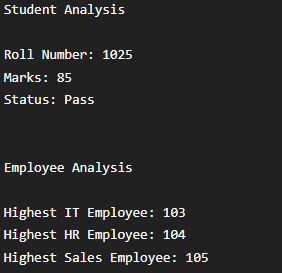 Student Analysis
Roll Number: 1025
Marks: 85
Status: Pass
Employee Analysis
Highest IT Employee: 103
Highest HR Employee: 104
Highest Sales Employee: 105